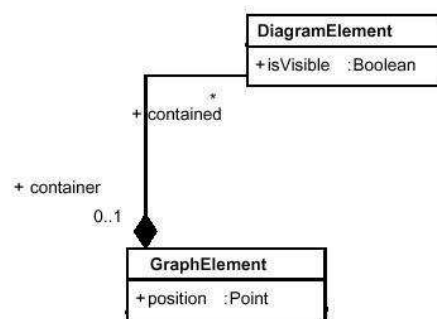 DiagramElement
+isVisible :Boolean
*
+ contained
+ container
0..1
GraphElement
+position :Point